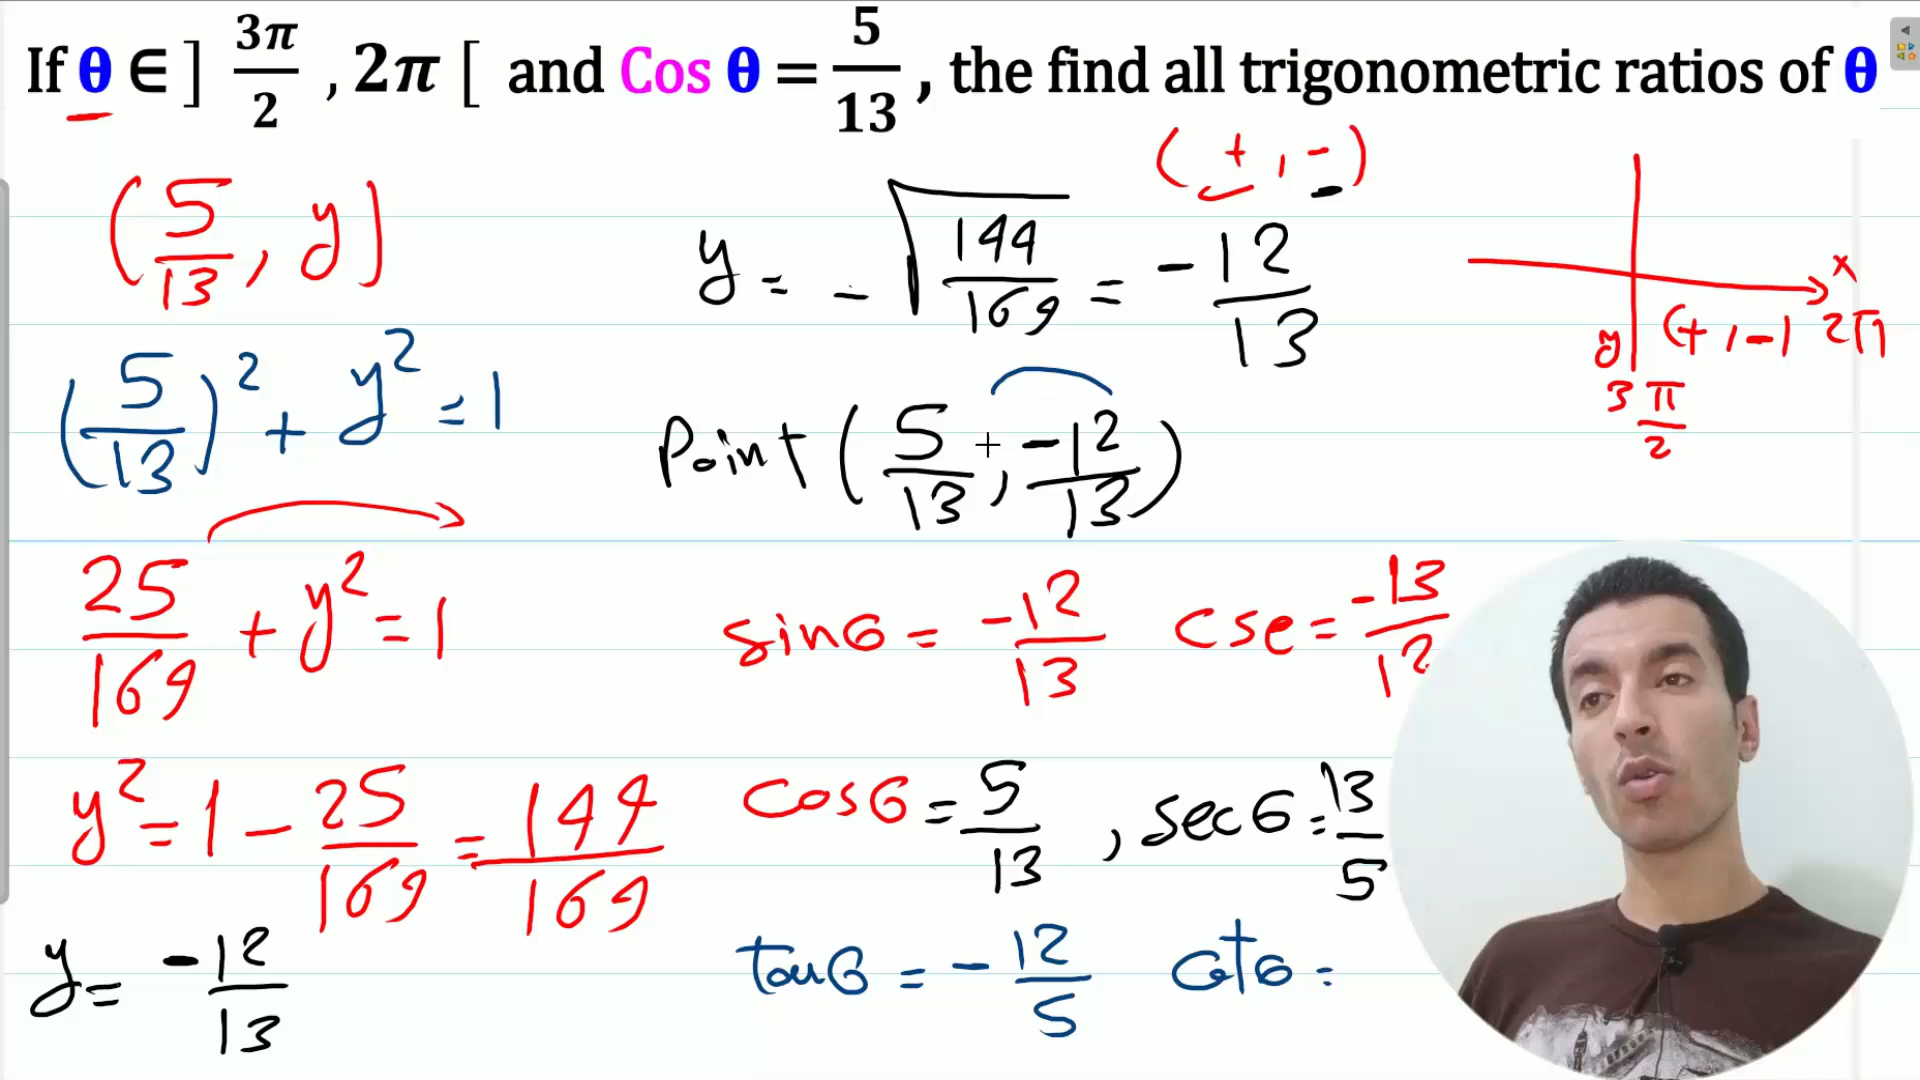 If θ ∈ ] 3π/2 , 2π [ and Cos θ = 5/13 , the find all trigonometric ratios of θ
(5/13 , y)
(5/13)² + y² = 1
25/169 + y² = 1
y² = 1 - 25/169 = 144/169
y = -12/13
(+ , -)
y = -√(144/169) = -12/13
Point (5/13 , -12/13)
sinθ = -12/13 csc = -13/12
cosθ = 5/13 , secθ = 13/5
tanθ = -12/5 cotθ =
x
(+ , -) 2π
y
3π/2